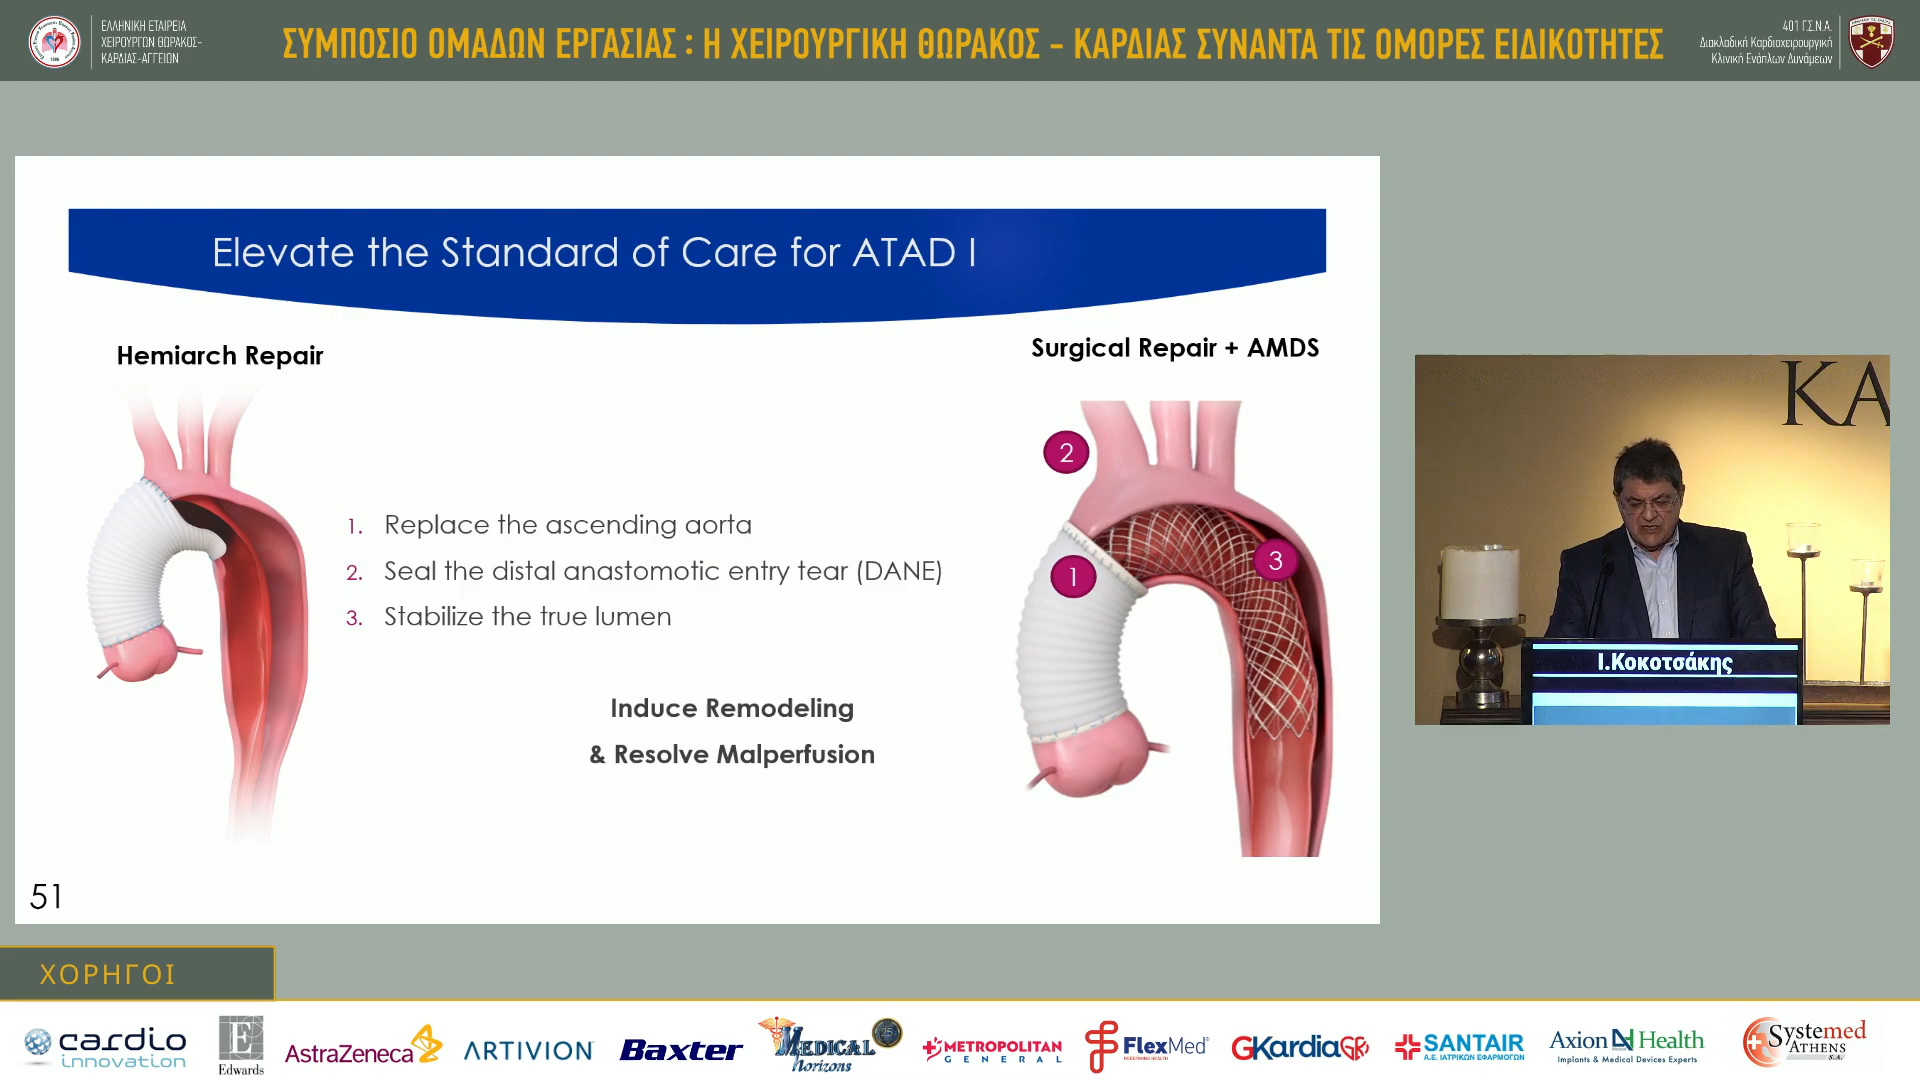 ΕΛΛΗΝΙΚΗ ΕΤΑΙΡΕΙΑ
ΧΕΙΡΟΥΡΓΩΝ ΘΩΡΑΚΟΣ-
ΚΑΡΔΙΑΣ-ΑΓΓΕΙΩΝ
ΣΥΜΠΟΣΙΟ ΟΜΑΔΩΝ ΕΡΓΑΣΙΑΣ : Η ΧΕΙΡΟΥΡΓΙΚΗ ΘΩΡΑΚΟΣ - ΚΑΡΔΙΑΣ ΣΥΝΑΝΤΑ ΤΙΣ ΟΜΟΡΕΣ ΕΙΔΙΚΟΤΗΤΕΣ
401 Γ.Σ.Ν.Α.
Διακλαδική Καρδιοχειρουργική
Κλινική Ενόπλων Δυνάμεων
Elevate the Standard of Care for ATAD I
Hemiarch Repair
Surgical Repair + AMDS
1. Replace the ascending aorta
2. Seal the distal anastomotic entry tear (DANE)
3. Stabilize the true lumen
Induce Remodeling
& Resolve Malperfusion
2
1
3
51
ΚΑ
Ι.Κοκοτσάκης
ΧΟΡΗΓΟΙ
cardio
innovation
E
Edwards
AstraZeneca
ARTIVION
Baxter
MEDICAL
Horizons
25
METROPOLITAN
GENERAL
FlexMed
REDEFINING HEALTH
GKardiaGR
SANTAIR
Α.Ε. ΙΑΤΡΙΚΩΝ ΕΦΑΡΜΟΓΩΝ
Axion Health
Implants & Medical Devices Experts
Systemed
ATHENS
S.A.